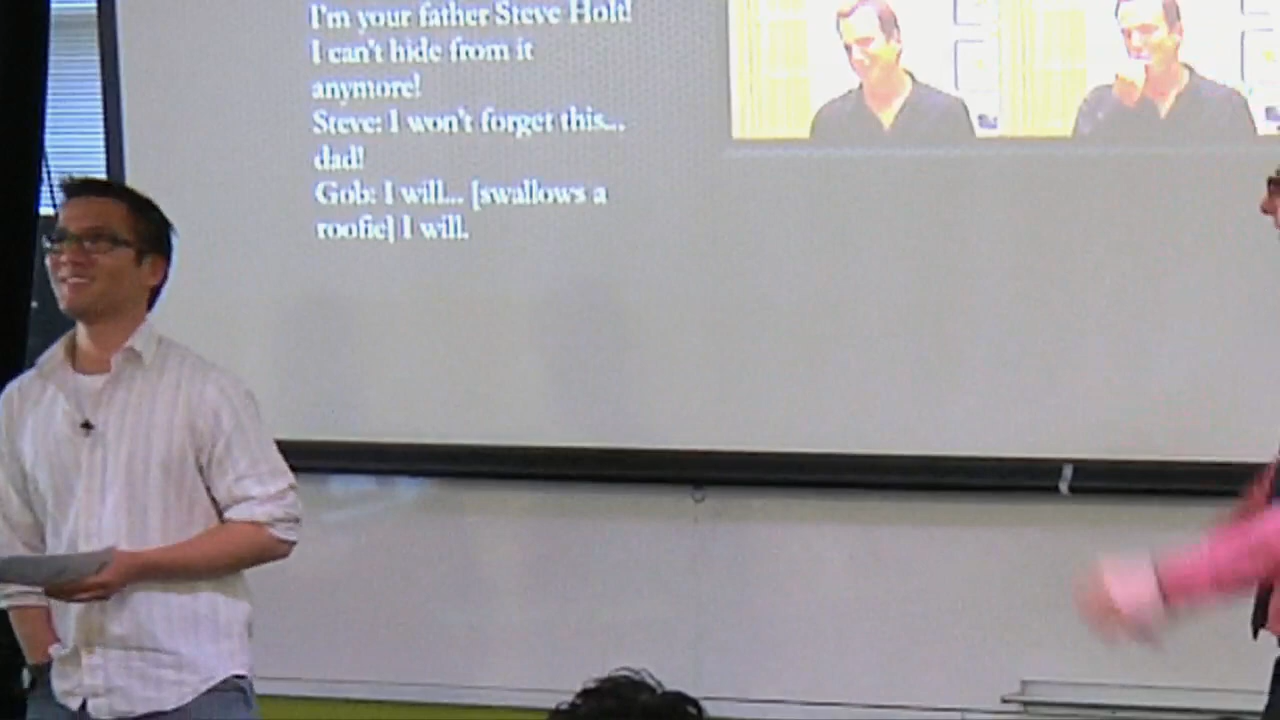 I'm your father Steve Holt!
I can't hide from it
anymore!
Steve: I won't forget this...
dad!
Gob: I will... [swallows a
roofie] I will.